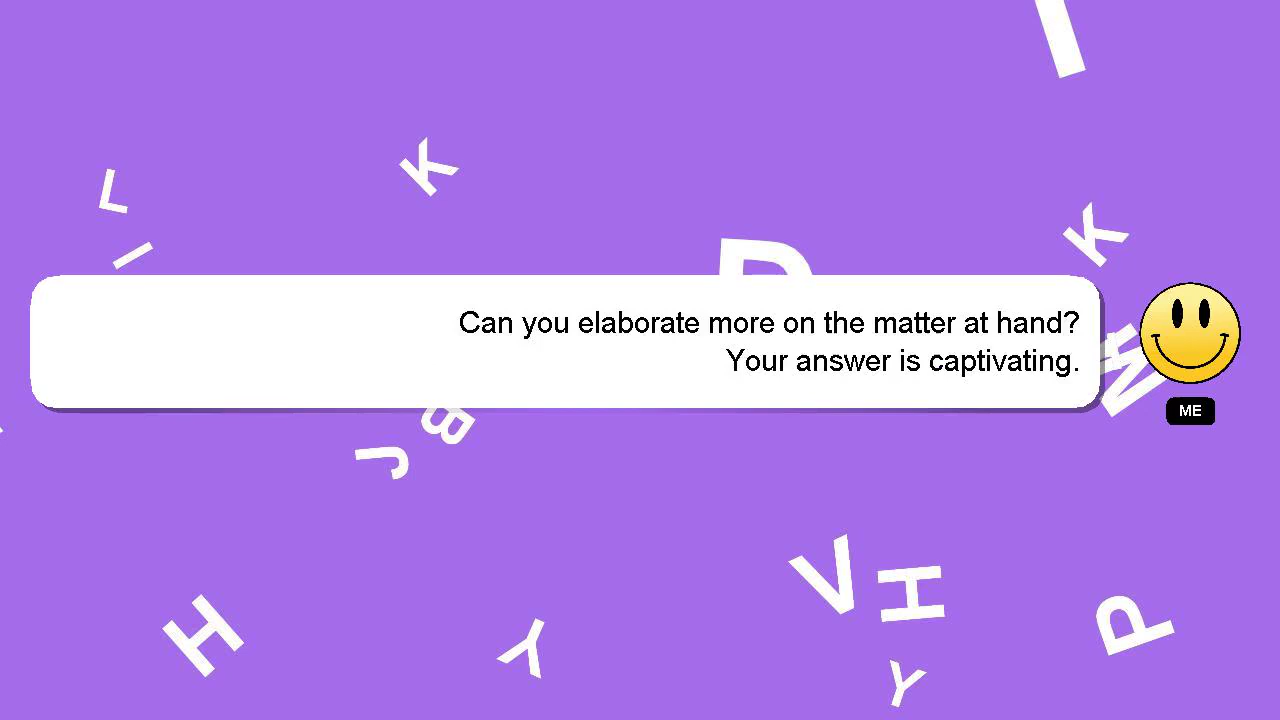 I
K
L
K
I
D
Can you elaborate more on the matter at hand?
Your answer is captivating.
M
ME
B
J
V
H
P
H
Y
Y